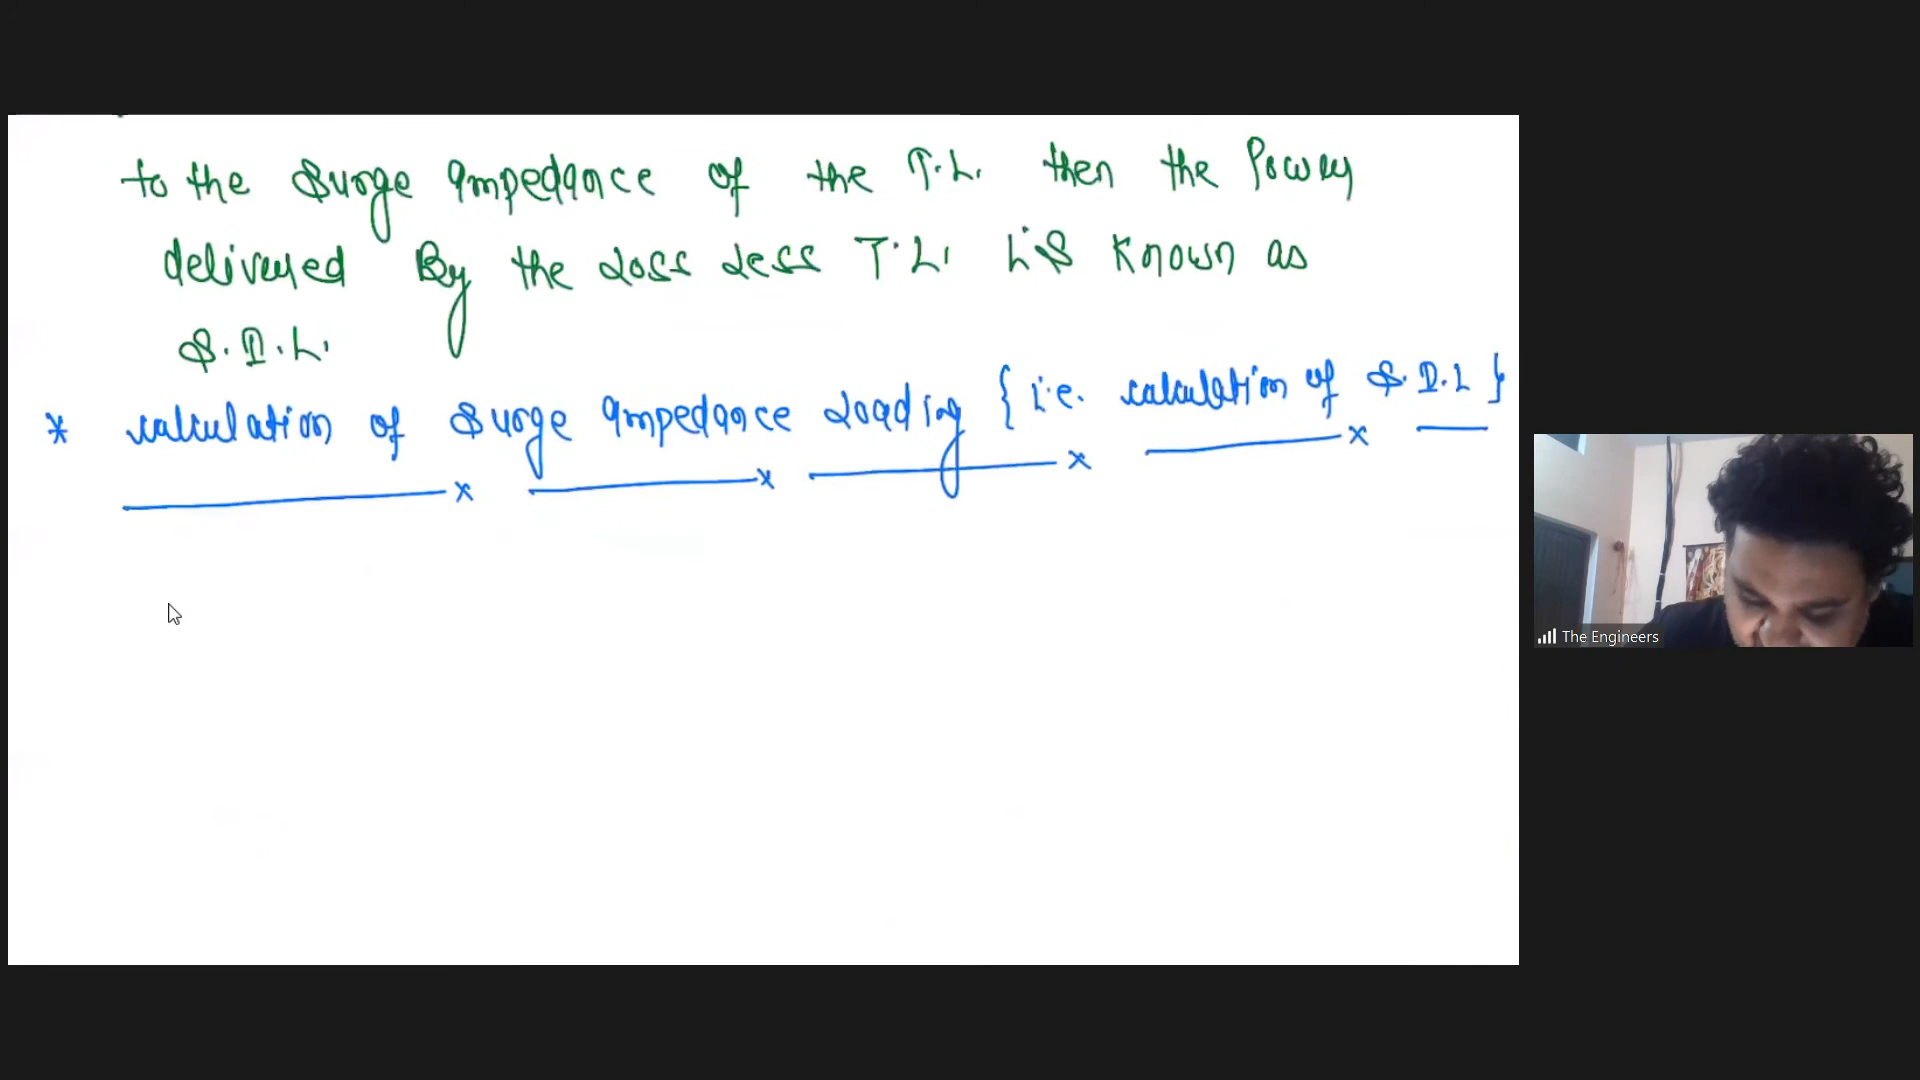 to the Surge impedance of the T.L. then the Power
delivered By the Loss Less T.L. is known as
S.I.L.
* calculation of Surge impedance Loading { i.e. calculation of S.I.L }
The Engineers